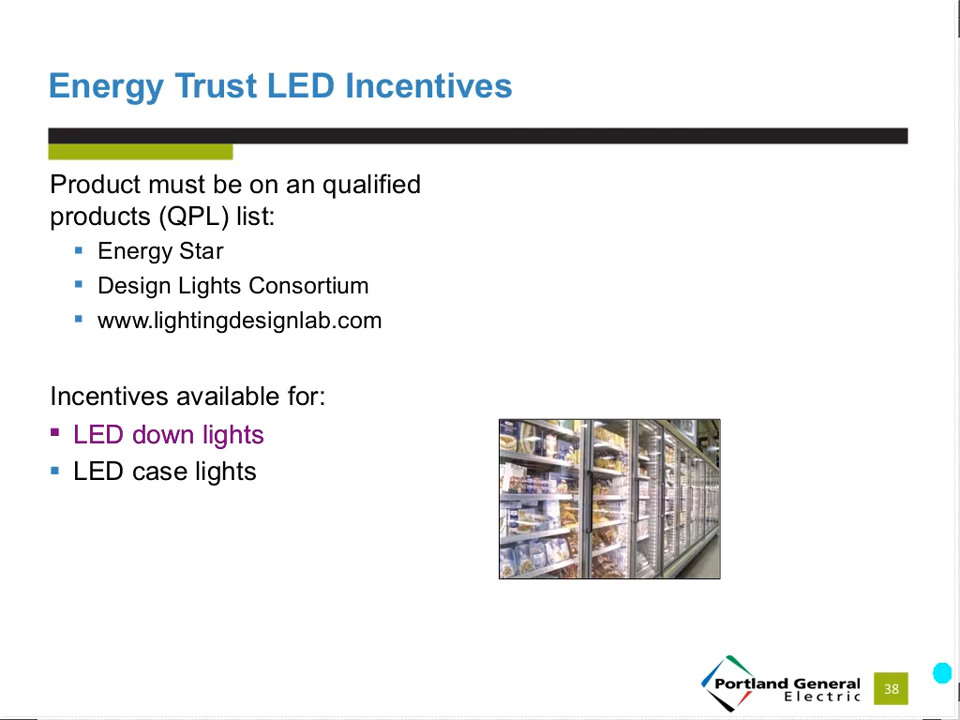 Energy Trust LED Incentives
Product must be on an qualified
products (QPL) list:
Energy Star
Design Lights Consortium
www.lightingdesignlab.com
Incentives available for:
LED down lights
LED case lights
Portland General
Electric
38